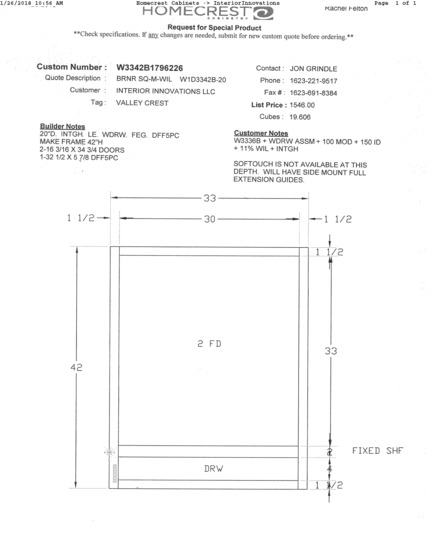 1/26/2018 10:56 AM Homecrest Cabinets -> InteriorInnovations Page 1 of 1
HOMECREST
CABINETRY
Rachel Felton
Request for Special Product
**Check specifications. If any changes are needed, submit for new custom quote before ordering.**
Custom Number : W3342B1796226
Contact : JON GRINDLE
Quote Description : BRNR SQ-M-WIL W1D3342B-20
Phone : 1623-221-9517
Customer : INTERIOR INNOVATIONS LLC
Fax # : 1623-691-8384
Tag : VALLEY CREST
List Price : 1546.00
Cubes : 19.606
Builder Notes
20"D. INTGH. I.E. WDRW. FEG. DFF5PC
MAKE FRAME 42"H
2-16 3/16 X 34 3/4 DOORS
1-32 1/2 X 5 7/8 DFF5PC
Customer Notes
W3336B + WDRW ASSM + 100 MOD + 150 ID
+ 11% WIL + INTGH
SOFTOUCH IS NOT AVAILABLE AT THIS
DEPTH. WILL HAVE SIDE MOUNT FULL
EXTENSION GUIDES.
33
1 1/2 30 1 1/2
1 1/2
2 FD
33
42
2 FIXED SHF
DRW 4
1 1/2